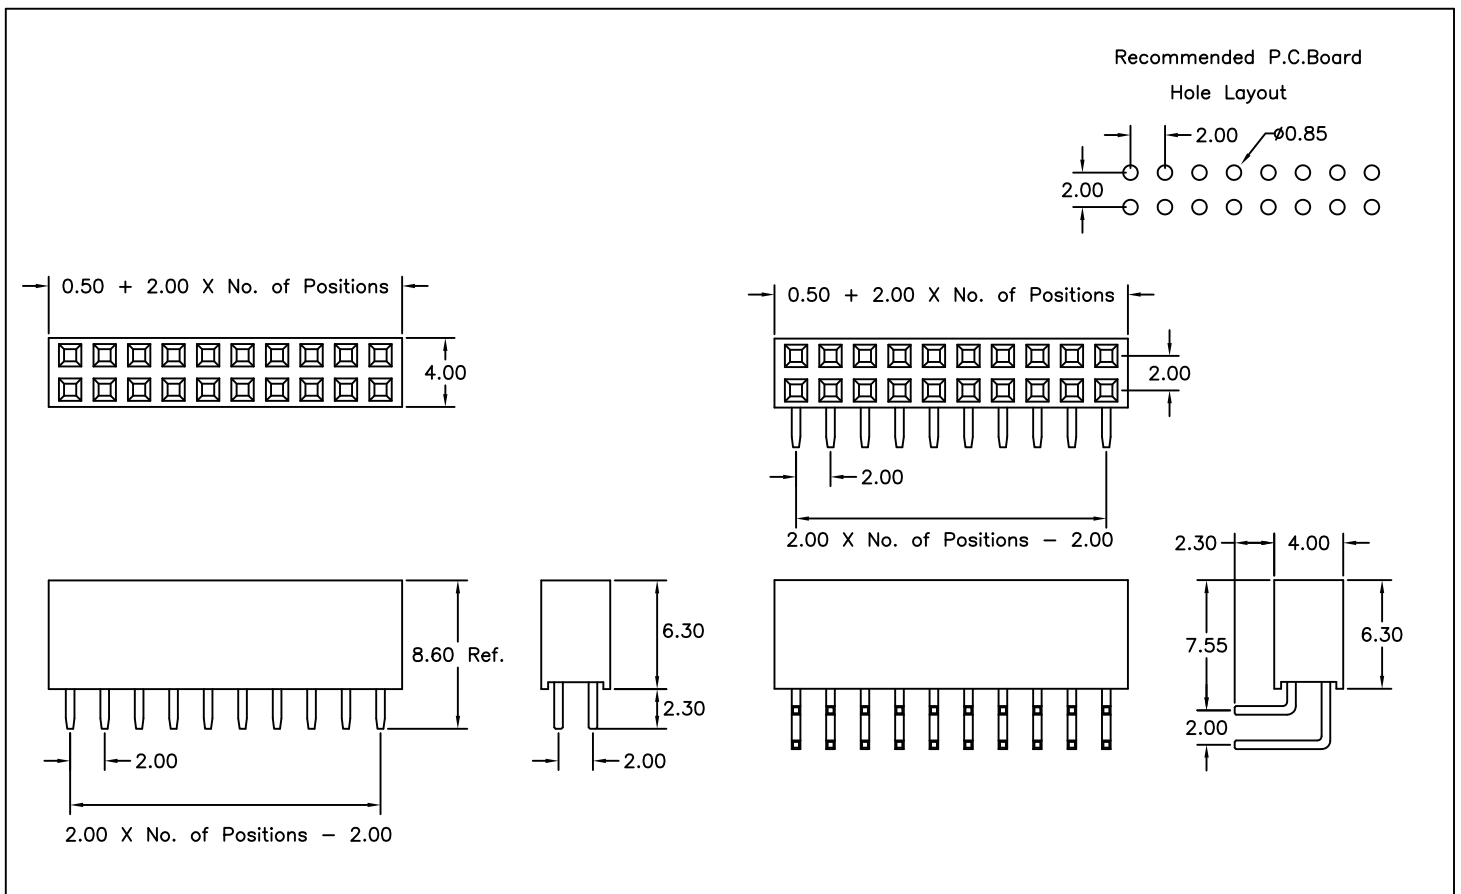 Recommended P.C.Board
Hole Layout
2.00
ø0.85
2.00
0.50 + 2.00 X No. of Positions
4.00
0.50 + 2.00 X No. of Positions
2.00
2.00
2.00 X No. of Positions - 2.00
8.60 Ref.
2.00
2.00 X No. of Positions - 2.00
6.30
2.30
2.00
2.30
4.00
7.55
6.30
2.00